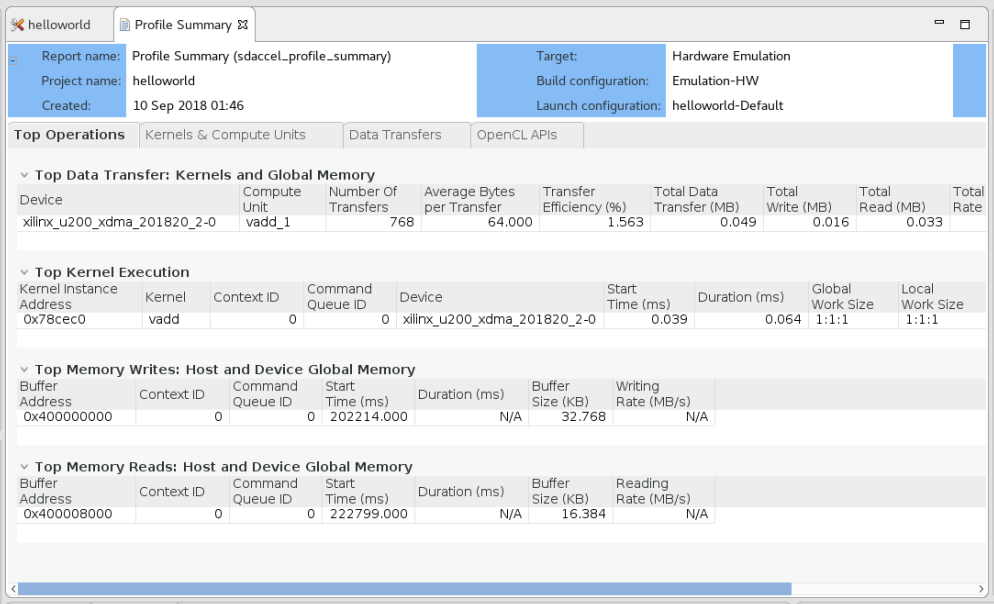 helloworld
Profile Summary
Report name: Profile Summary (sdaccel_profile_summary) Target: Hardware Emulation
Project name: helloworld Build configuration: Emulation-HW
Created: 10 Sep 2018 01:46 Launch configuration: helloworld-Default
Top Operations Kernels & Compute Units Data Transfers OpenCL APIs
Top Data Transfer: Kernels and Global Memory
Device Compute Unit Number Of Transfers Average Bytes per Transfer Transfer Efficiency (%) Total Data Transfer (MB) Total Write (MB) Total Read (MB) Total Rate
xilinx_u200_xdma_201820_2-0 vadd_1 768 64.000 1.563 0.049 0.016 0.033
Top Kernel Execution
Kernel Instance Address Kernel Context ID Command Queue ID Device Start Time (ms) Duration (ms) Global Work Size Local Work Size
0x78cec0 vadd 0 0 xilinx_u200_xdma_201820_2-0 0.039 0.064 1:1:1 1:1:1
Top Memory Writes: Host and Device Global Memory
Buffer Address Context ID Command Queue ID Start Time (ms) Duration (ms) Buffer Size (KB) Writing Rate (MB/s)
0x400000000 0 0 202214.000 N/A 32.768 N/A
Top Memory Reads: Host and Device Global Memory
Buffer Address Context ID Command Queue ID Start Time (ms) Duration (ms) Buffer Size (KB) Reading Rate (MB/s)
0x400008000 0 0 222799.000 N/A 16.384 N/A